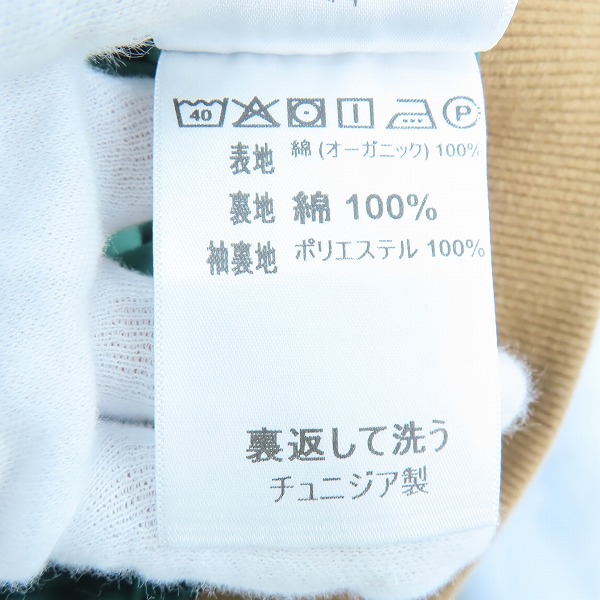 40 P
表地 綿 (オーガニック) 100%
裏地 綿 100%
袖裏地 ポリエステル 100%
裏返して洗う
チュニジア製